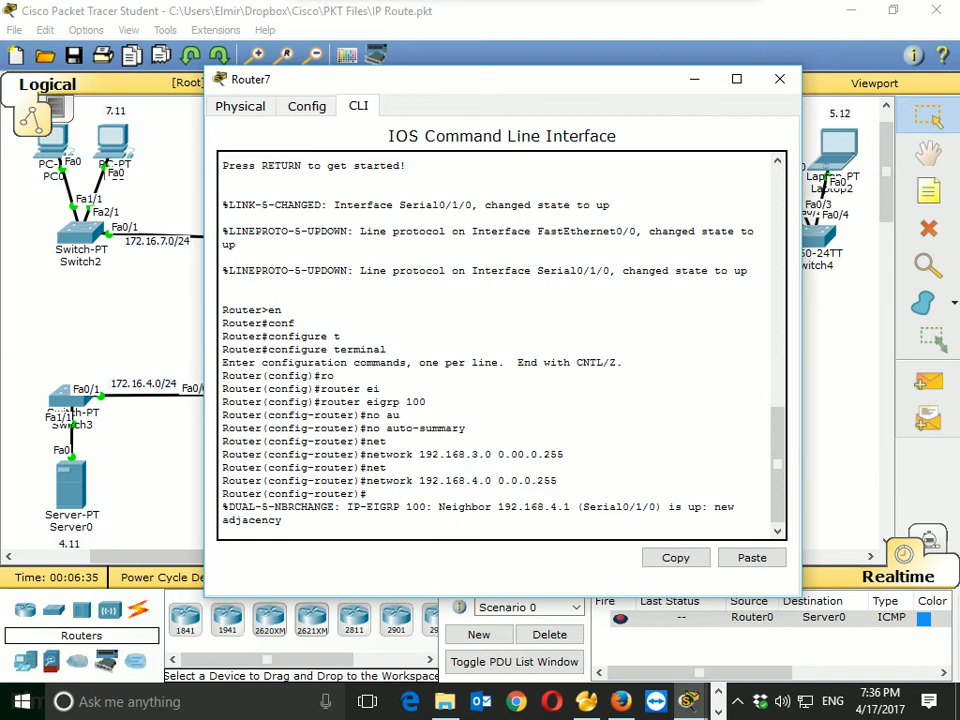 Cisco Packet Tracer Student - C:\Users\Elmir\Dropbox\Cisco\PKT Files\IP Route.pkt
File Edit Options View Tools Extensions Help
Logical
[Root]
Viewport
Router7
Physical Config CLI
IOS Command Line Interface
Press RETURN to get started!
%LINK-5-CHANGED: Interface Serial0/1/0, changed state to up
%LINEPROTO-5-UPDOWN: Line protocol on Interface FastEthernet0/0, changed state to
up
%LINEPROTO-5-UPDOWN: Line protocol on Interface Serial0/1/0, changed state to up
Router>en
Router#conf
Router#configure t
Router#configure terminal
Enter configuration commands, one per line.  End with CNTL/Z.
Router(config)#ro
Router(config)#router ei
Router(config)#router eigrp 100
Router(config-router)#no au
Router(config-router)#no auto-summary
Router(config-router)#net
Router(config-router)#network 192.168.3.0 0.00.0.255
Router(config-router)#net
Router(config-router)#network 192.168.4.0 0.0.0.255
Router(config-router)#
%DUAL-5-NBRCHANGE: IP-EIGRP 100: Neighbor 192.168.4.1 (Serial0/1/0) is up: new
adjacency
Copy Paste
7.11
Fa0
PC0
Fa0
Fa1/1
Fa2/1
Fa0/1
172.16.7.0/24
Switch-PT
Switch2
172.16.4.0/24
Fa0/1
Switch3
Fa0
Server-PT
Server0
4.11
5.12
Laptop2
Fa0
Fa0/4
Time: 00:06:35
Realtime
Routers
1841
1941
2620XM
2621XM
2811
2901
Select a Device to Drag and Drop to the Workspace
Scenario 0
New Delete
Toggle PDU List Window
Fire Last Status Source Destination Type Color
-- Router0 Server0 ICMP
Ask me anything
ENG
7:36 PM
4/17/2017